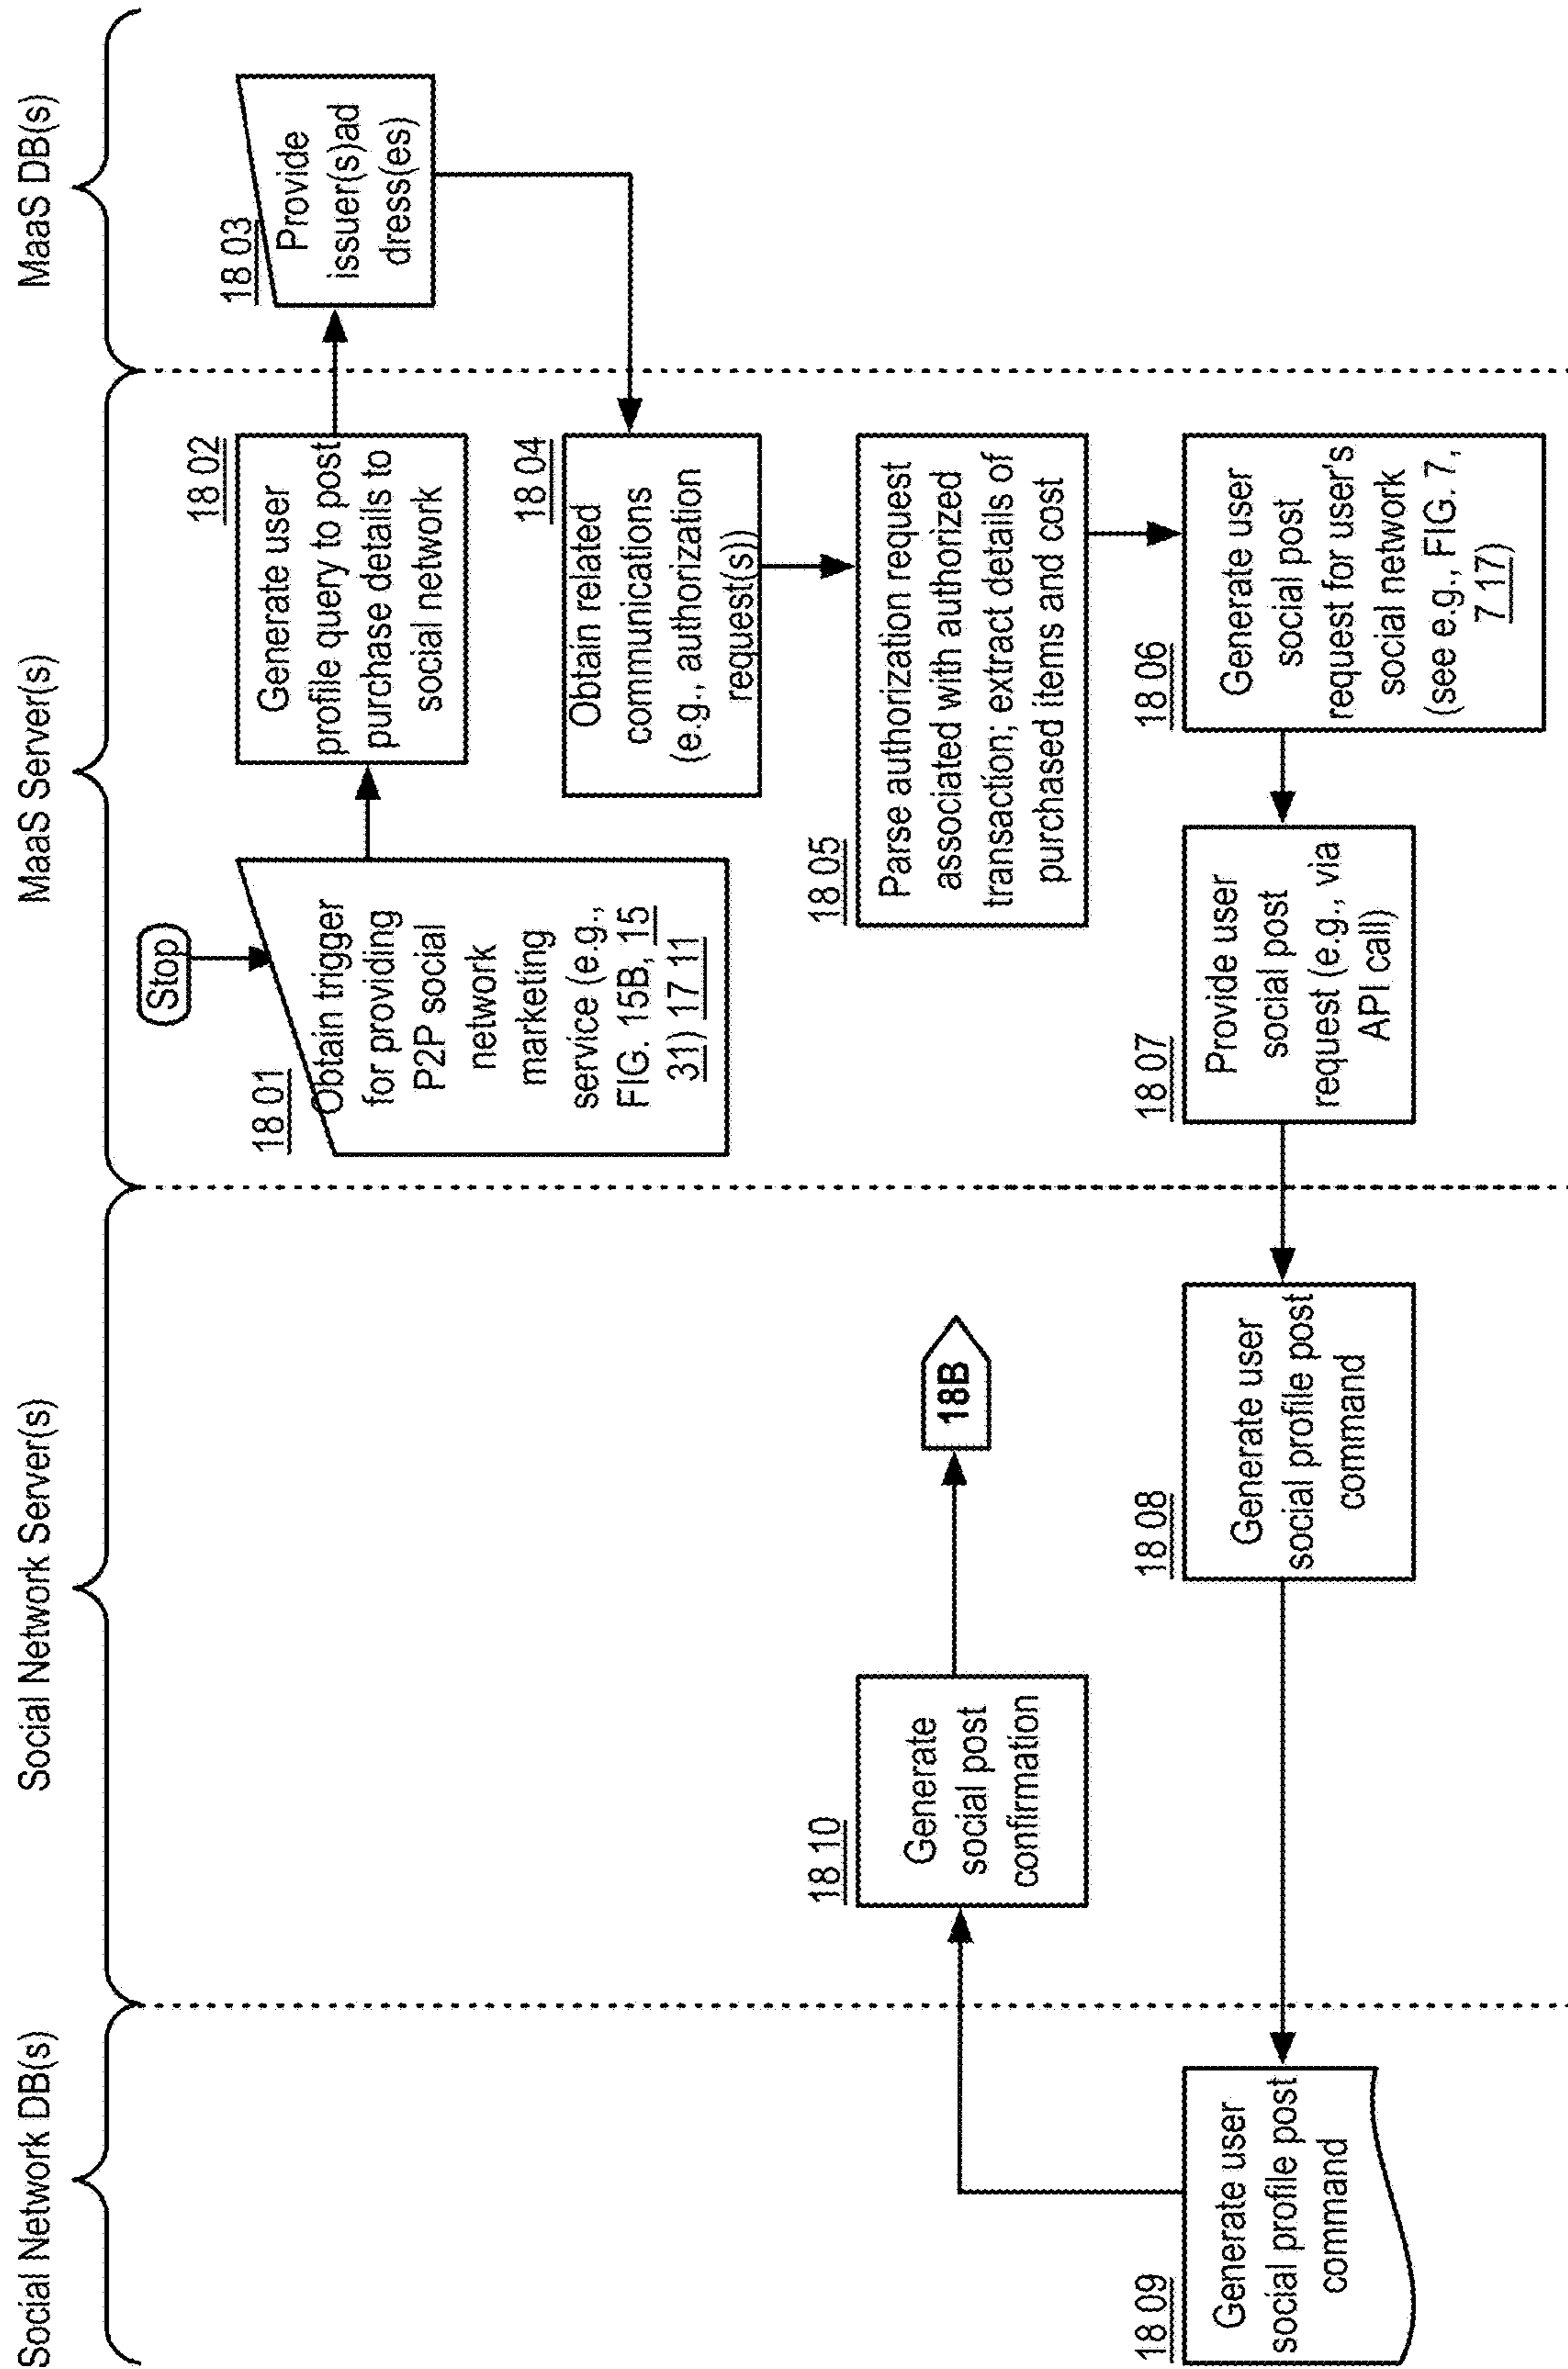 Social Network DB(s)
Social Network Server(s)
MaaS Server(s)
MaaS DB(s)
Stop
18 01
Obtain trigger
for providing
P2P social
network
marketing
service (e.g.,
FIG. 15B, 15
31) 17 11
18 02
Generate user
profile query to post
purchase details to
social network
18 03
Provide
issuer(s)ad
dress(es)
18 04
Obtain related
communications
(e.g., authorization
request(s))
18 05
Parse authorization request
associated with authorized
transaction; extract details of
purchased items and cost
18 06
Generate user
social post
request for user's
social network
(see e.g., FIG. 7,
7 17)
18 07
Provide user
social post
request (e.g., via
API call)
18 08
Generate user
social profile post
command
18 09
Generate user
social profile post
command
18 10
Generate
social post
confirmation
18B